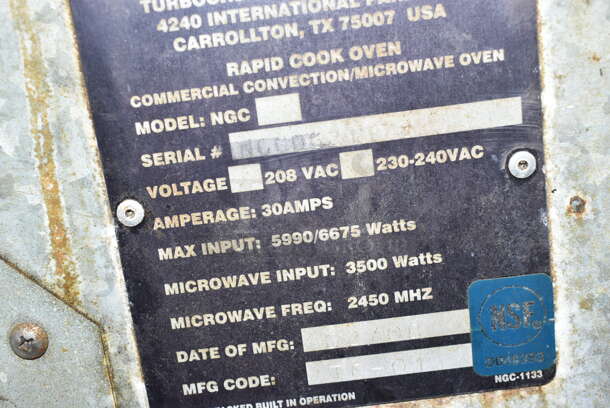 4240 INTERNATIONAL
CARROLLTON, TX 75007 USA
RAPID COOK OVEN
COMMERCIAL CONVECTION/MICROWAVE OVEN
MODEL: NGC
SERIAL #
VOLTAGE 208 VAC 230-240VAC
AMPERAGE: 30AMPS
MAX INPUT: 5990/6675 Watts
MICROWAVE INPUT: 3500 Watts
MICROWAVE FREQ: 2450 MHZ
DATE OF MFG:
MFG CODE:
NSF
NGC-1133
BUILT IN OPERATION